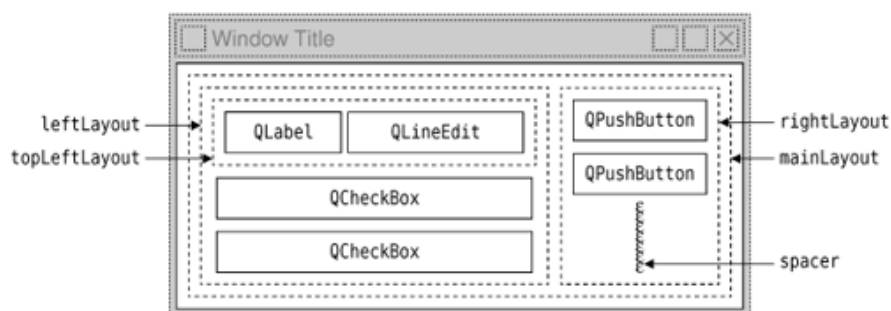 Window Title
leftLayout
topLeftLayout
QLabel
QLineEdit
QCheckBox
QCheckBox
QPushButton
QPushButton
rightLayout
mainLayout
spacer